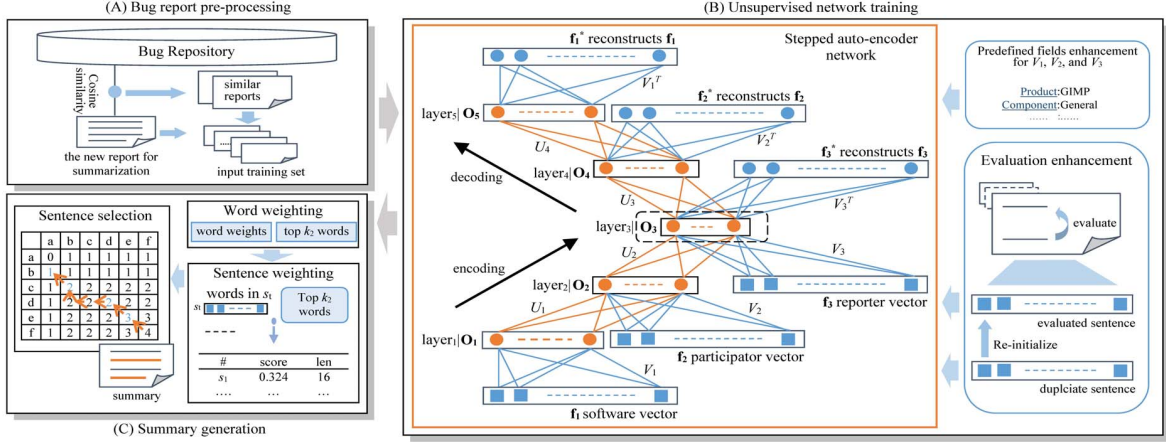 (A) Bug report pre-processing
Bug Repository
Cosine
similarity
similar
reports
.....
the new report for
summarization
input training set
(B) Unsupervised network training
Stepped auto-encoder
network
f₁* reconstructs f₁
V₁ᵀ
f₂* reconstructs f₂
layer₅| O₅
V₂ᵀ
U₄
f₃* reconstructs f₃
layer₄| O₄
decoding
U₃
V₃ᵀ
layer₃| O₃
encoding
U₂
V₃
layer₂| O₂
f₃ reporter vector
U₁
V₂
layer₁| O₁
f₂ participator vector
V₁
f₁ software vector
Predefined fields enhancement
for V₁, V₂, and V₃
Product:GIMP
Component:General
...... :......
Evaluation enhancement
evaluate
evaluated sentence
Re-initialize
duplciate sentence
Sentence selection
a b c d e f
a 0 1 1 1 1 1
b 1 1 1 1 1 1
c 1 2 2 2 2 2
d 1 2 2 2 2 2
e 1 2 2 2 3 3
f 1 2 2 2 3 4
summary
Word weighting
word weights top k₂ words
Sentence weighting
words in sₜ
sₜ
Top k₂
words
# score len
s₁ 0.324 16
.... ... ...
(C) Summary generation